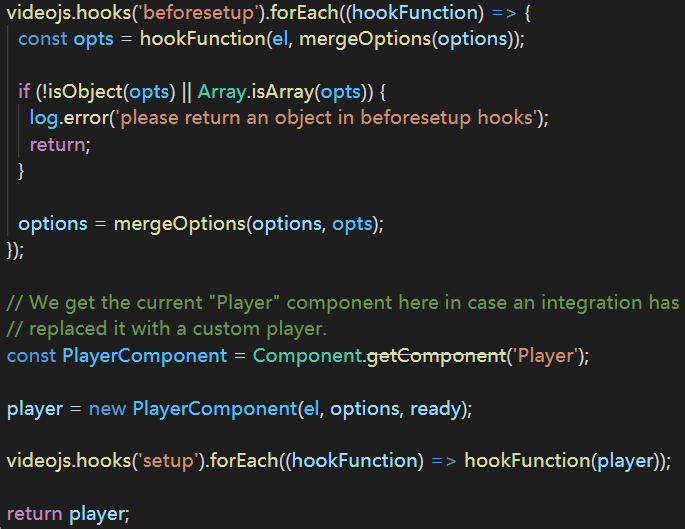 videojs.hooks('beforesetup').forEach((hookFunction) => {
const opts = hookFunction(el, mergeOptions(options));
if (!isObject(opts) || Array.isArray(opts)) {
log.error('please return an object in beforesetup hooks');
return;
}
options = mergeOptions(options, opts);
});
// We get the current "Player" component here in case an integration has
// replaced it with a custom player.
const PlayerComponent = Component.getComponent('Player');
player = new PlayerComponent(el, options, ready);
videojs.hooks('setup').forEach((hookFunction) => hookFunction(player));
return player;